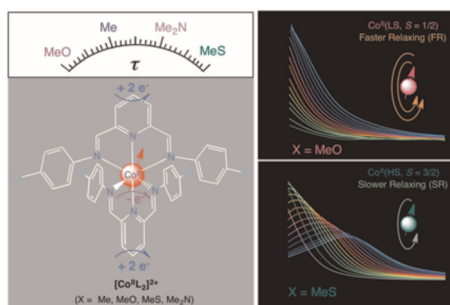 MeO
Me
Me₂N
MeS
τ
+ 2 e⁻
N
N
N
N
N
N
+ 2 e⁻
[CoᴵᴵL₂]²⁺
(X = Me, MeO, MeS, Me₂N)
Coᴵᴵ(LS, S = 1/2)
Faster Relaxing (FR)
X = MeO
Coᴵᴵ(HS, S = 3/2)
Slower Relaxing (SR)
X = MeS